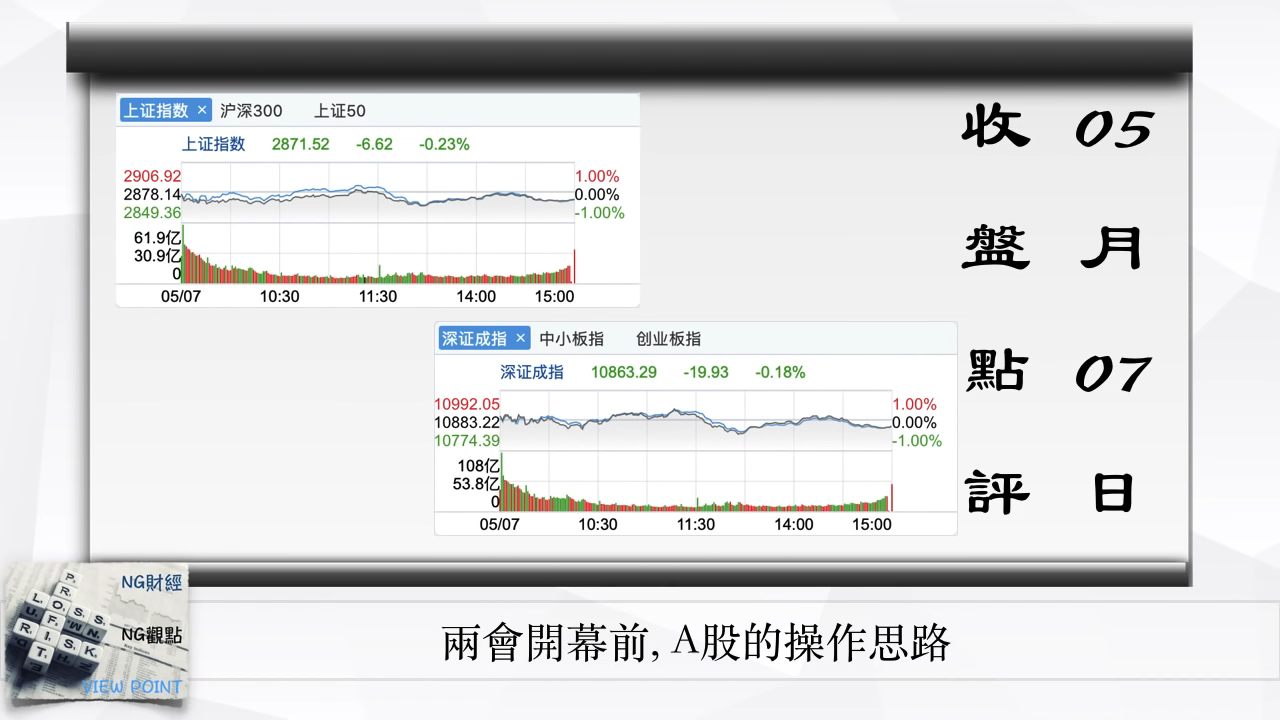 上证指数 × 沪深300 上证50
上证指数 2871.52 -6.62 -0.23%
2906.92 1.00%
2878.14 0.00%
2849.36 -1.00%
61.9亿
30.9亿
0
05/07 10:30 11:30 14:00 15:00
深证成指 × 中小板指 创业板指
深证成指 10863.29 -19.93 -0.18%
10992.05 1.00%
10883.22 0.00%
10774.39 -1.00%
108亿
53.8亿
0
05/07 10:30 11:30 14:00 15:00
05月07日
收盤點評
NG財經
NG觀點
VIEW POINT
兩會開幕前, A股的操作思路